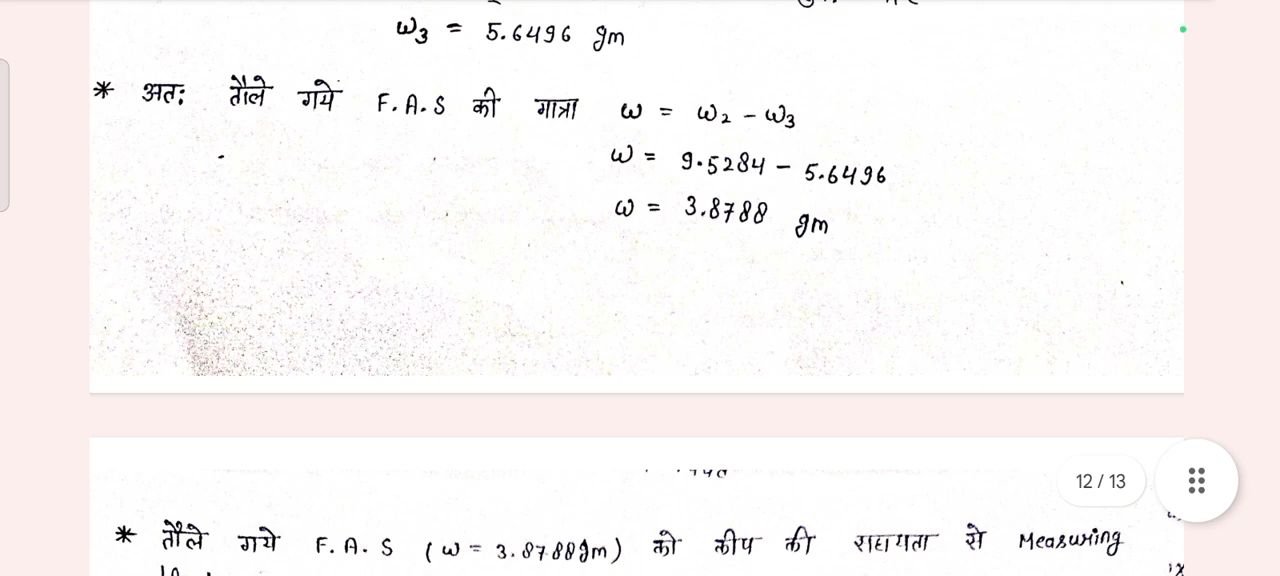 ω3 = 5.6496 gm
* अतः तौले गये F.A.S की मात्रा ω = ω2 - ω3
ω = 9.5284 - 5.6496
ω = 3.8788 gm
12 / 13
* तौले गये F.A.S (ω = 3.8788gm) को कीप की सहायता से Measuring